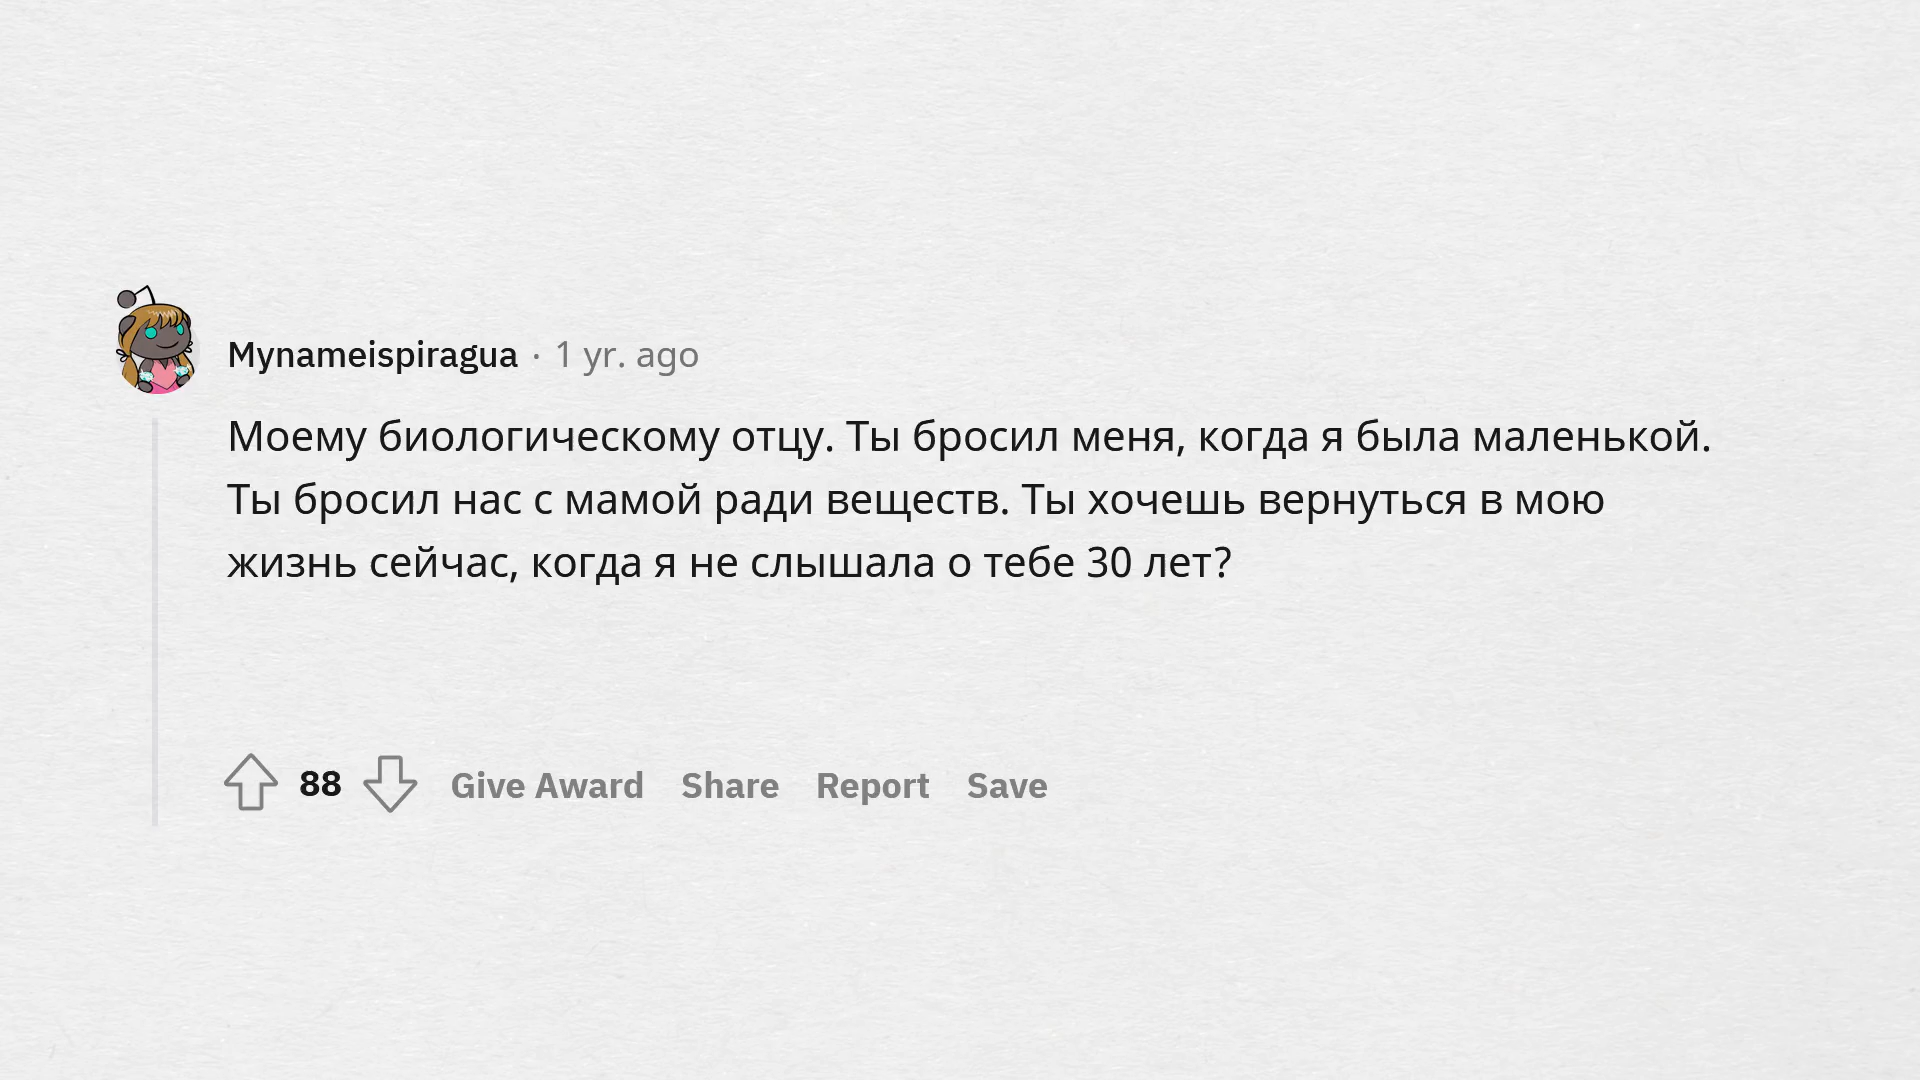 Mynameispiragua · 1 yr. ago
Моему биологическому отцу. Ты бросил меня, когда я была маленькой.
Ты бросил нас с мамой ради веществ. Ты хочешь вернуться в мою
жизнь сейчас, когда я не слышала о тебе 30 лет?
88 Give Award Share Report Save